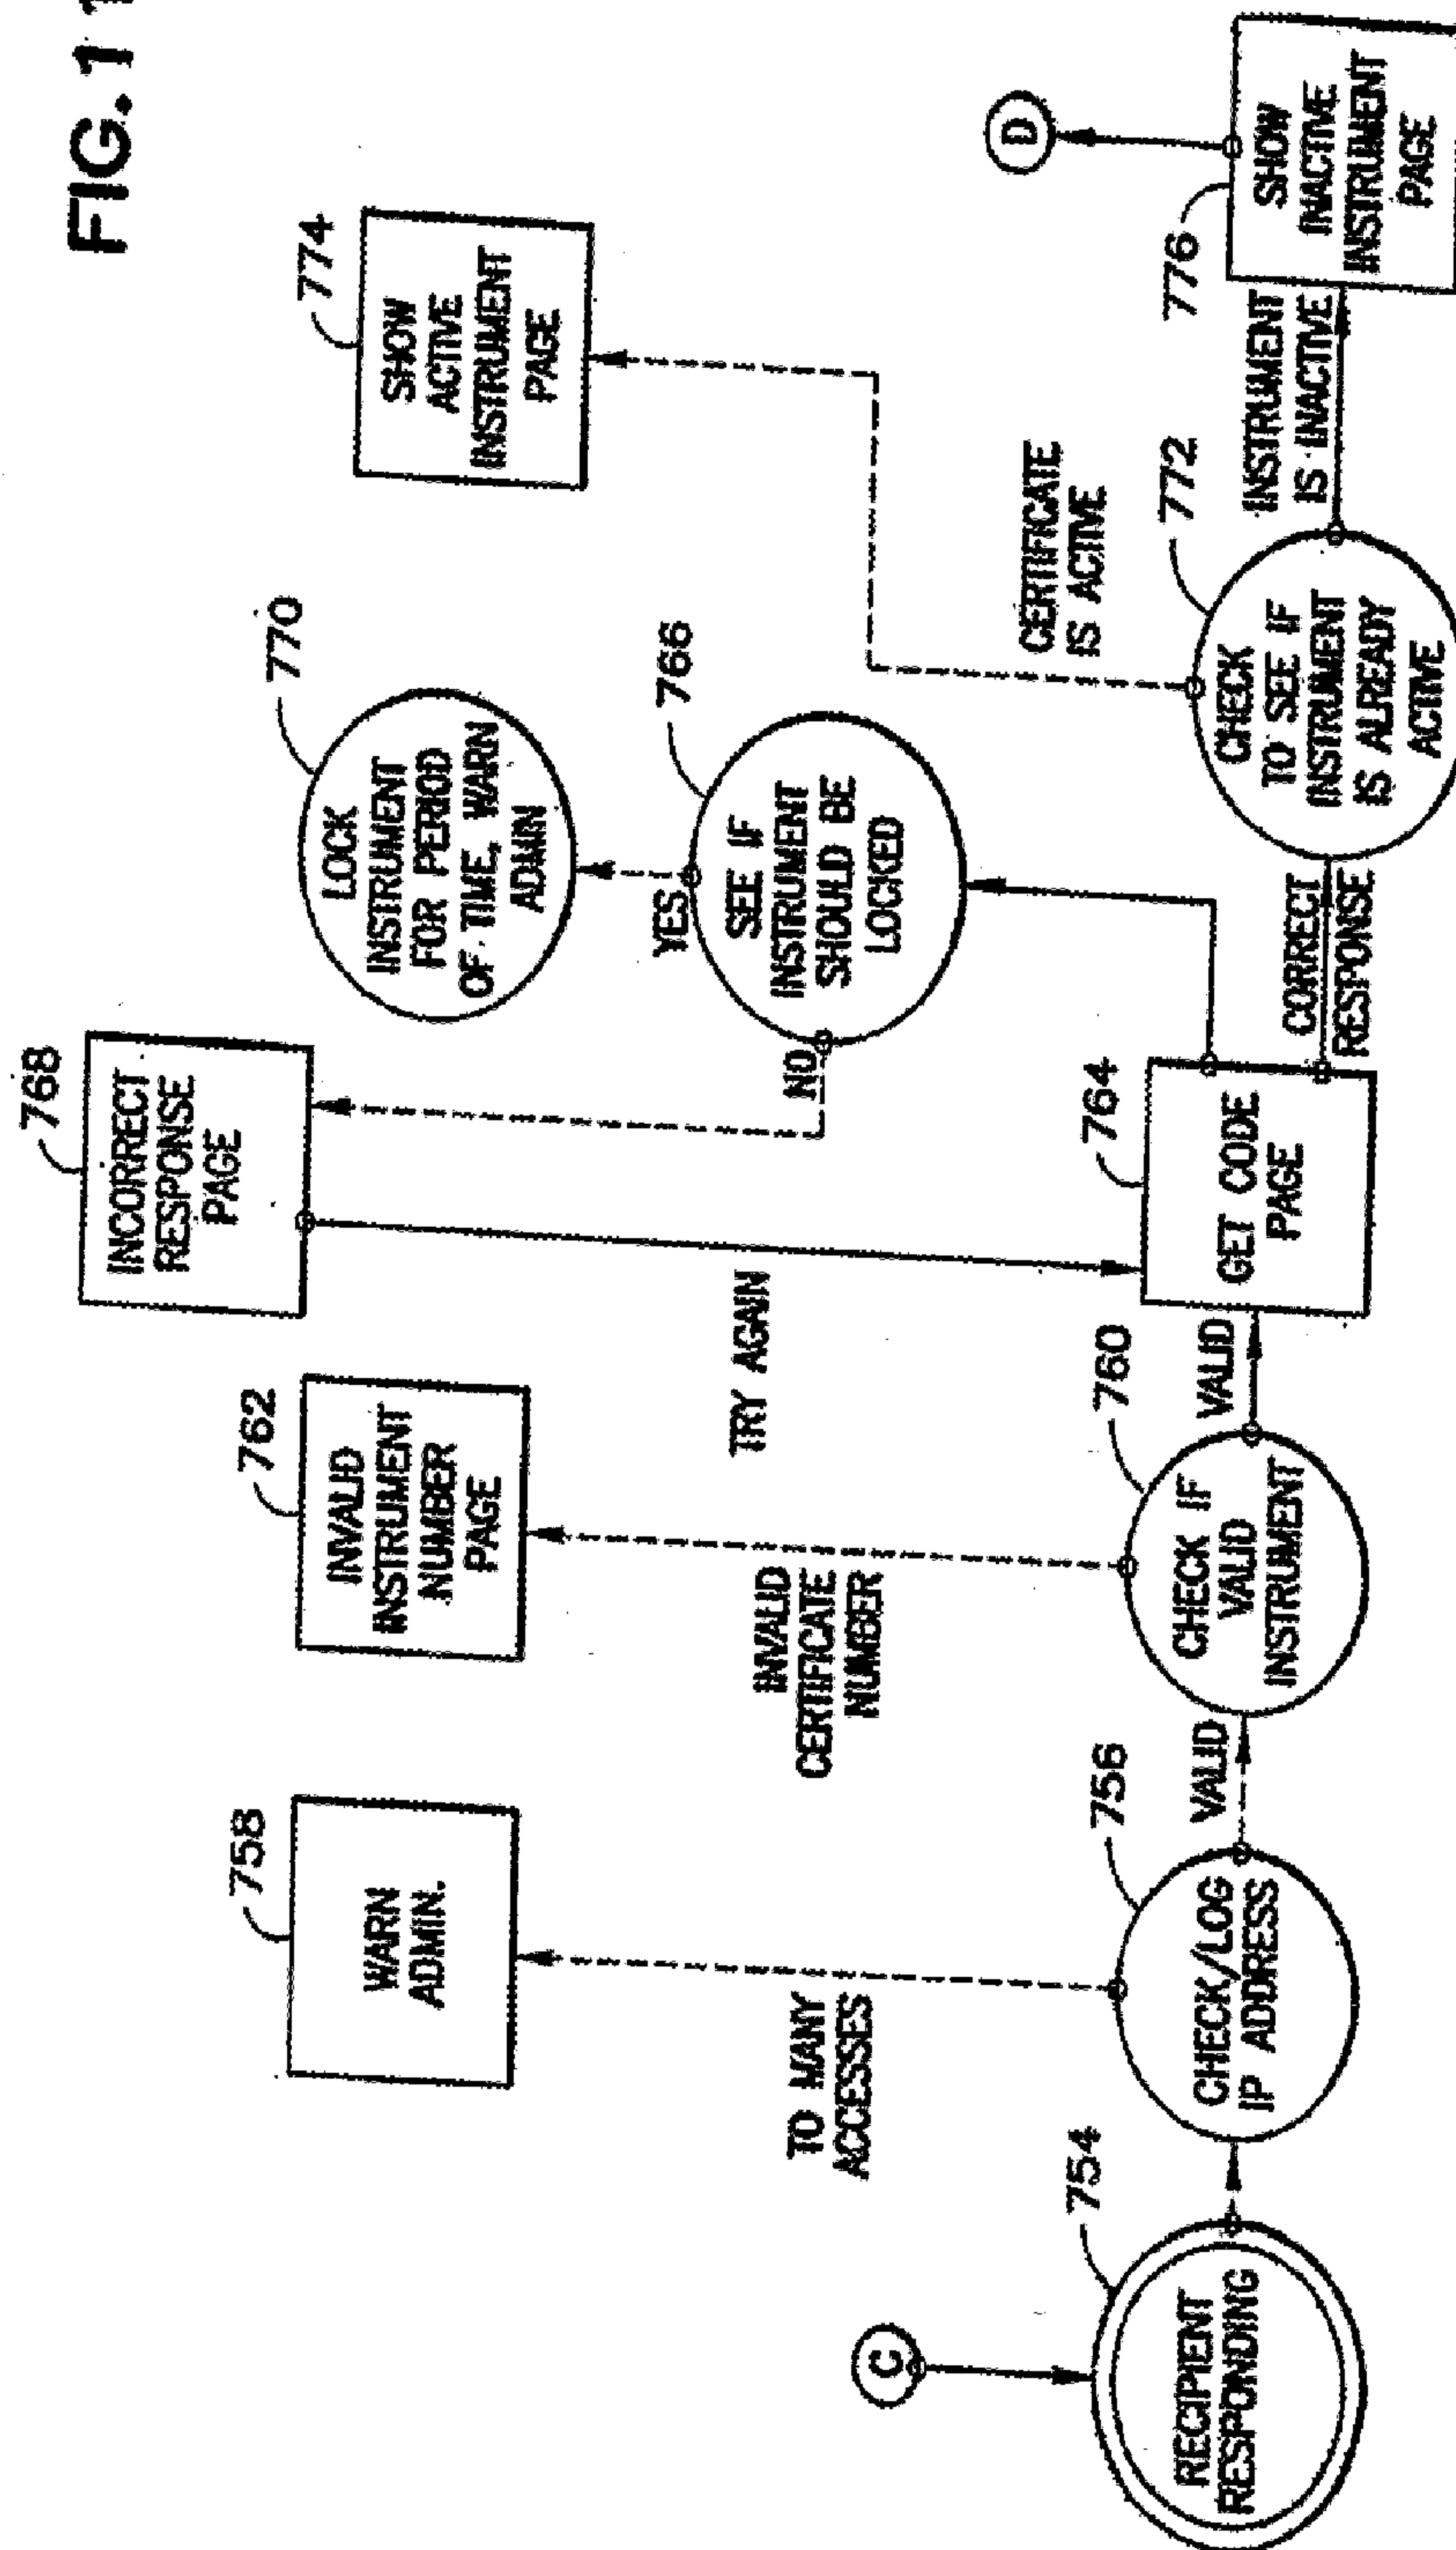 FIG. 11
768
INCORRECT
RESPONSE
PAGE
758
WARN
ADMIN.
762
INVALID
INSTRUMENT
NUMBER
PAGE
770
LOCK
INSTRUMENT
FOR PERIOD
OF TIME, WARN
ADMIN
774
SHOW
ACTIVE
INSTRUMENT
PAGE
NO
YES
766
SEE IF
INSTRUMENT
SHOULD BE
LOCKED
TO MANY
ACCESSES
INVALID
CERTIFICATE
NUMBER
TRY AGAIN
CERTIFICATE
IS ACTIVE
C
D
754
RECIPIENT
RESPONDING
756
CHECK/LOG
IP ADDRESS
VALID
760
CHECK IF
VALID
INSTRUMENT
VALID
764
GET CODE
PAGE
CORRECT
RESPONSE
772
CHECK
TO SEE IF
INSTRUMENT
IS ALREADY
ACTIVE
INSTRUMENT
IS INACTIVE
776
SHOW
INACTIVE
INSTRUMENT
PAGE